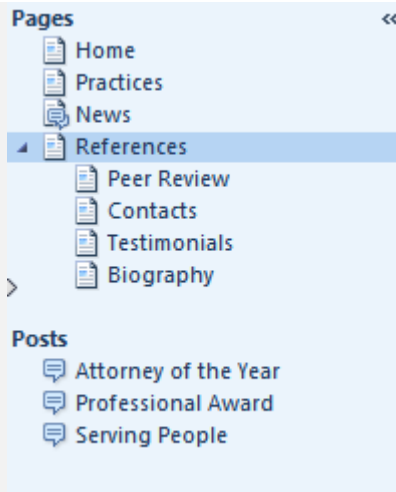 Pages
Home
Practices
News
References
Peer Review
Contacts
Testimonials
Biography
Posts
Attorney of the Year
Professional Award
Serving People